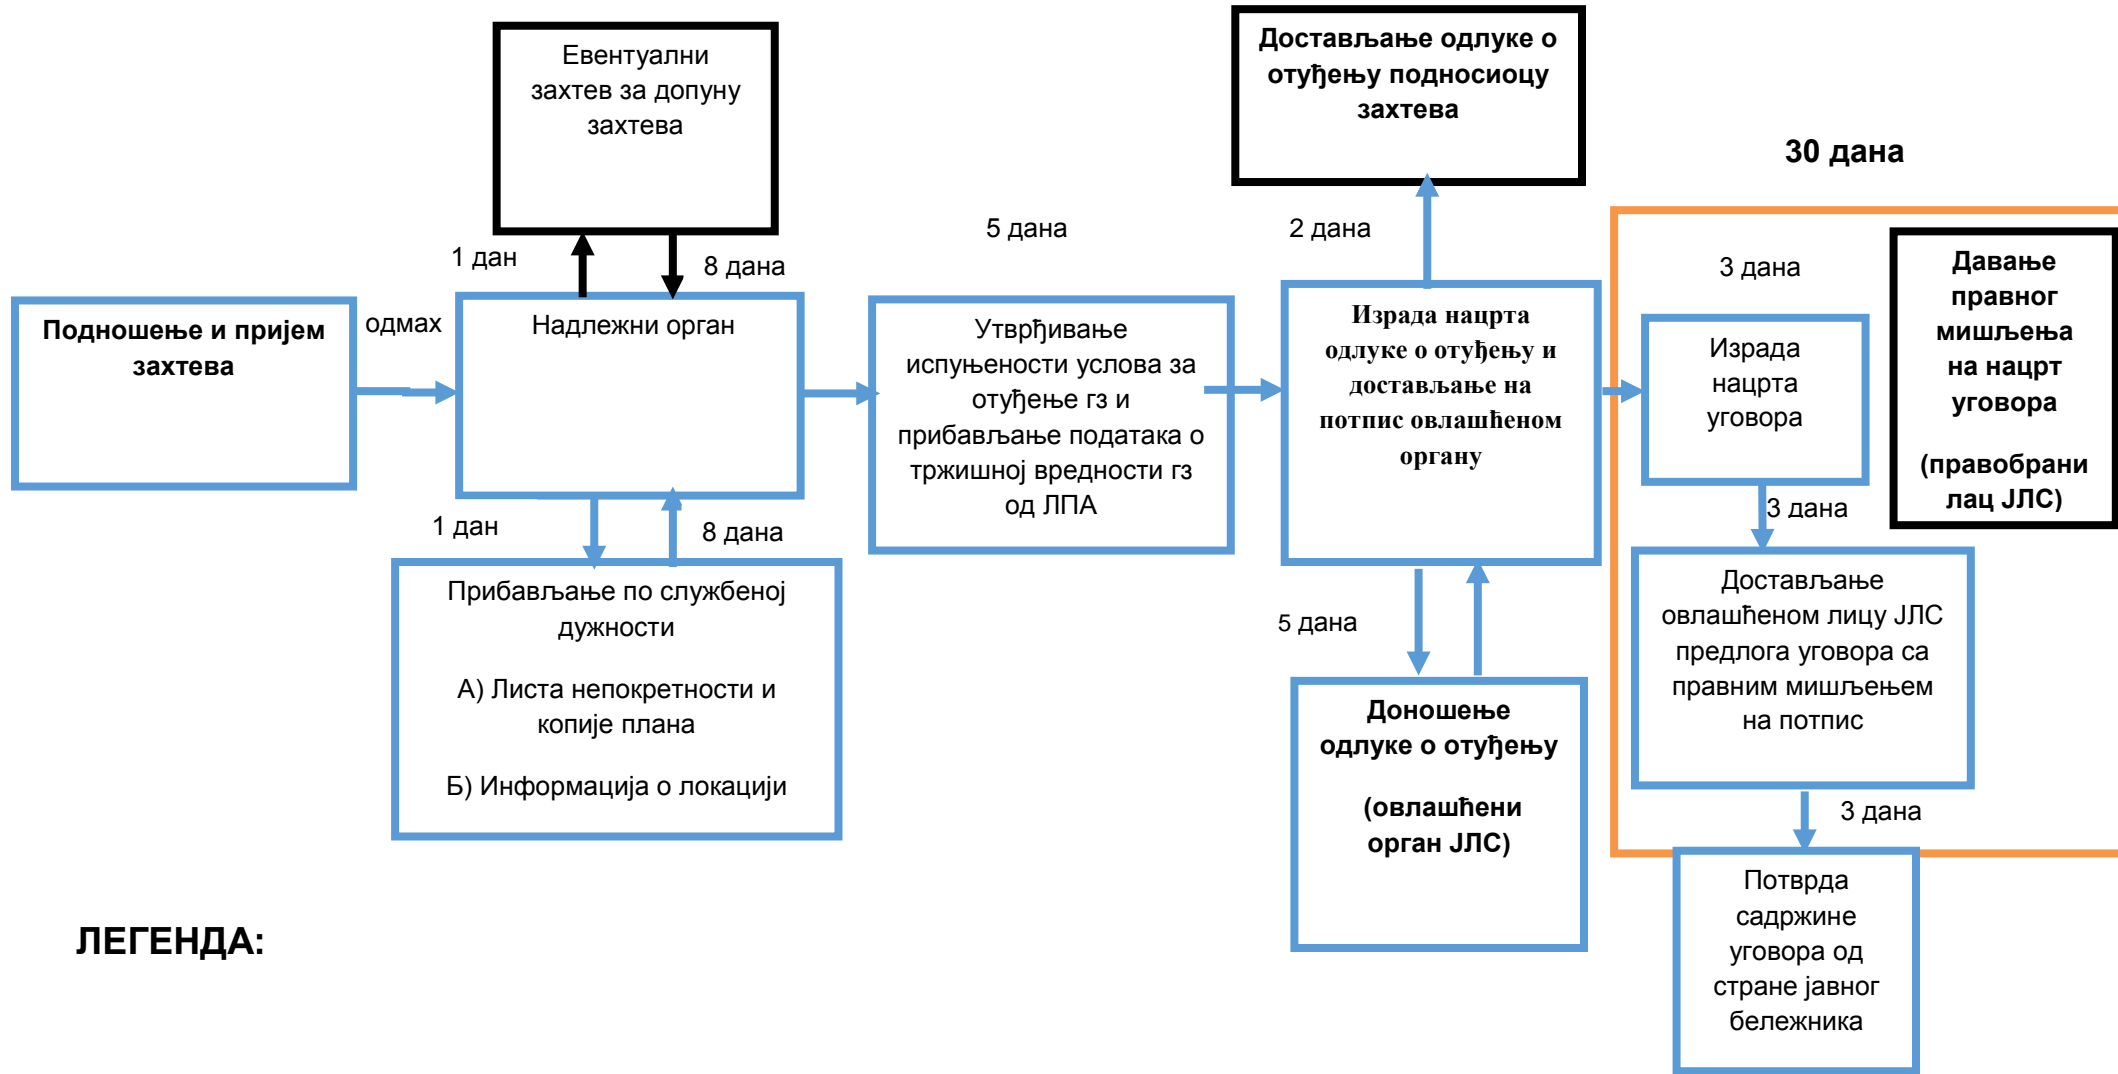 Подношење и пријем
захтева
одмах
Евентуални
захтев за допуну
захтева
1 дан
8 дана
Надлежни орган
1 дан
8 дана
Прибављање по службеној
дужности
А) Листа непокретности и
копије плана
Б) Информација о локацији
5 дана
Утврђивање
испуњености услова за
отуђење гз и
прибављање података о
тржишној вредности гз
од ЛПА
Достављање одлуке о
отуђењу подносиоцу
захтева
2 дана
Израда нацрта
одлуке о отуђењу и
достављање на
потпис овлашћеном
органу
5 дана
Доношење
одлуке о отуђењу
(овлашћени
орган ЈЛС)
30 дана
3 дана
Израда
нацрта
уговора
Давање
правног
мишљења
на нацрт
уговора
(правобрани
лац ЈЛС)
3 дана
Достављање
овлашћеном лицу ЈЛС
предлога уговора са
правним мишљењем
на потпис
3 дана
Потврда
садржине
уговора од
стране јавног
бележника
ЛЕГЕНДА: